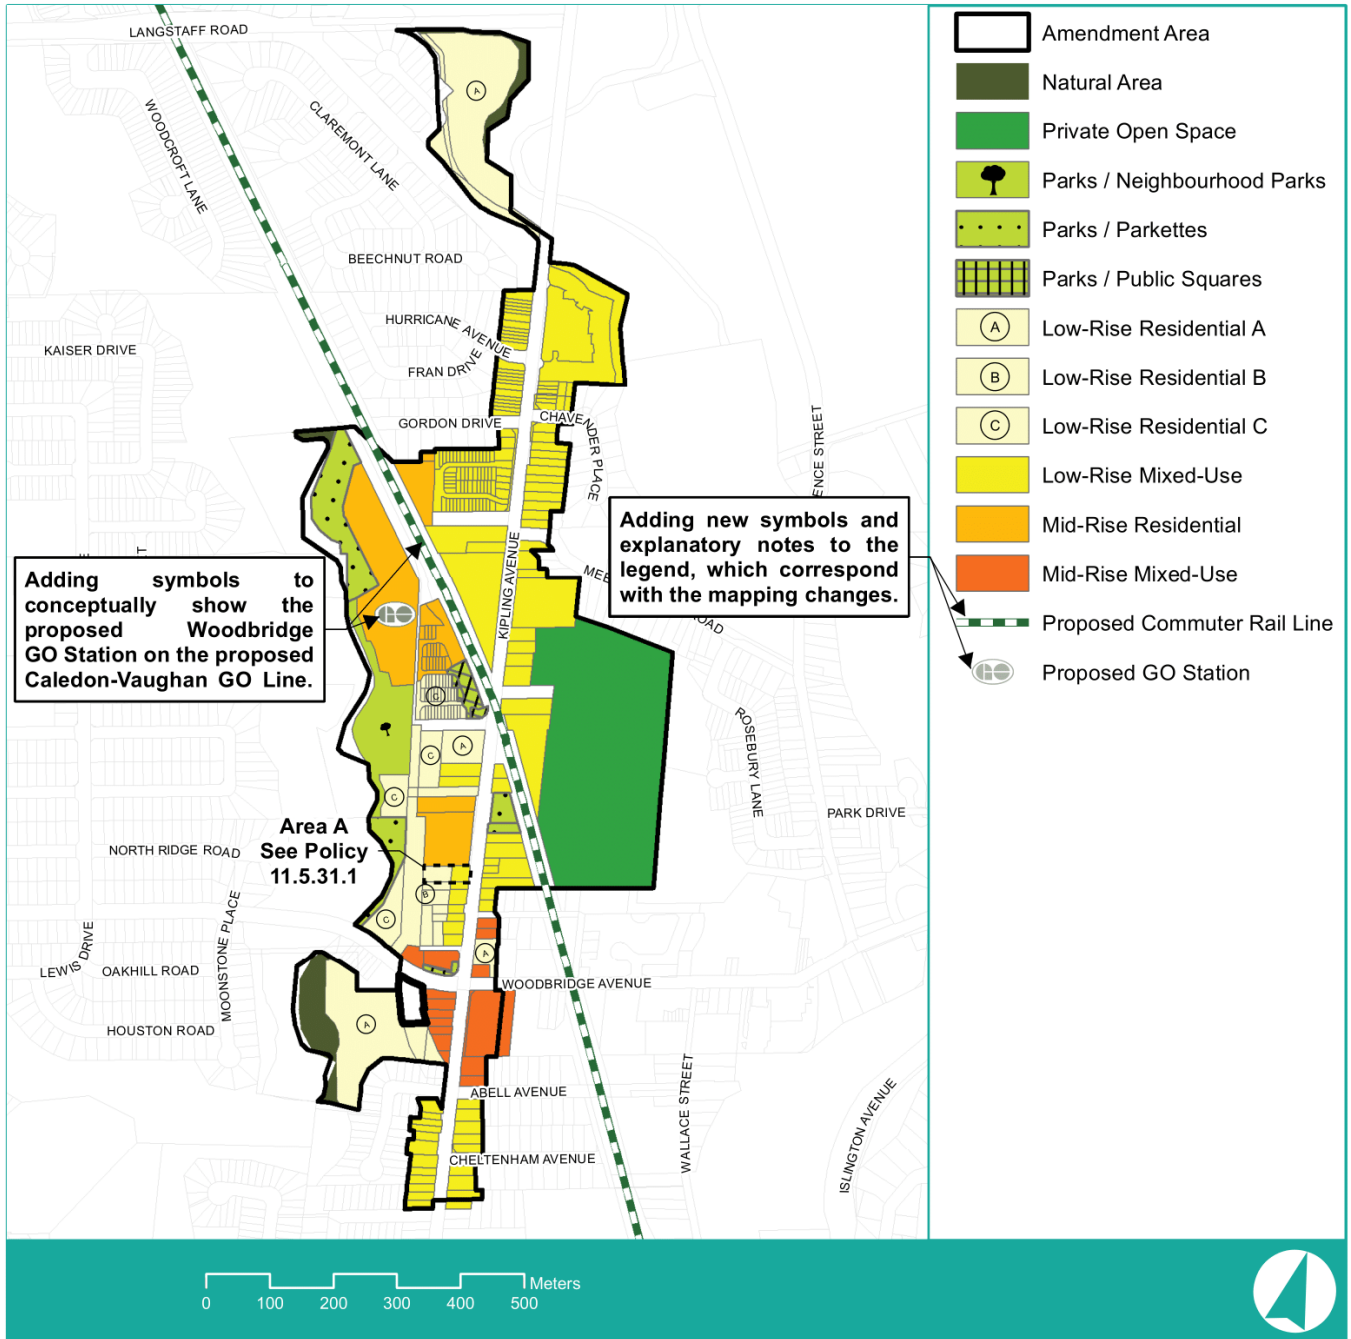 LANGSTAFF ROAD
WOODCROFT LANE
CLAREMONT LANE
A
BEECHNUT ROAD
HURRICANE AVENUE
FRAN DRIVE
KAISER DRIVE
GORDON DRIVE
CHAVENDER PLACE
KIPLING AVENUE
Adding symbols to
conceptually show the
proposed Woodbridge
GO Station on the proposed
Caledon-Vaughan GO Line.
Adding new symbols and
explanatory notes to the
legend, which correspond
with the mapping changes.
GO
C
C
A
C
ROSEBURY LANE
PARK DRIVE
Area A
See Policy
11.5.31.1
NORTH RIDGE ROAD
B
C
A
MOONSTONE PLACE
LEWIS DRIVE
OAKHILL ROAD
WOODBRIDGE AVENUE
HOUSTON ROAD
A
ABELL AVENUE
WALLACE STREET
ISLINGTON AVENUE
CHELTENHAM AVENUE
Amendment Area
Natural Area
Private Open Space
Parks / Neighbourhood Parks
Parks / Parkettes
Parks / Public Squares
A Low-Rise Residential A
B Low-Rise Residential B
C Low-Rise Residential C
Low-Rise Mixed-Use
Mid-Rise Residential
Mid-Rise Mixed-Use
Proposed Commuter Rail Line
GO Proposed GO Station
Meters
0 100 200 300 400 500